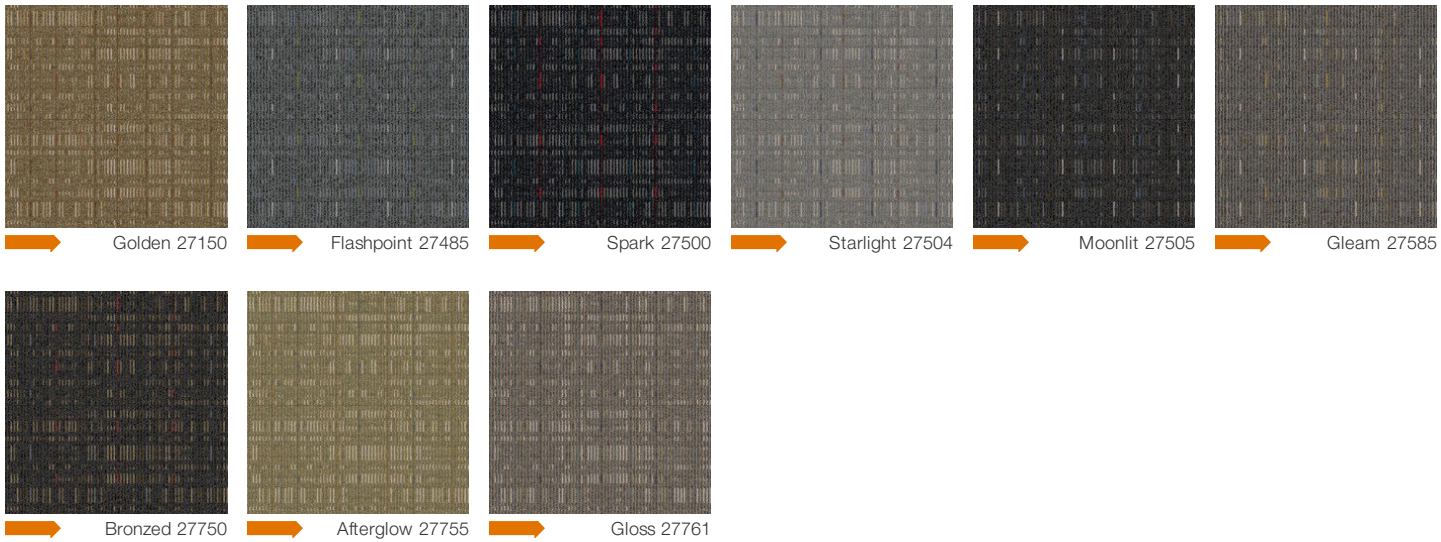 Golden 27150
Flashpoint 27485
Spark 27500
Starlight 27504
Moonlit 27505
Gleam 27585
Bronzed 27750
Afterglow 27755
Gloss 27761